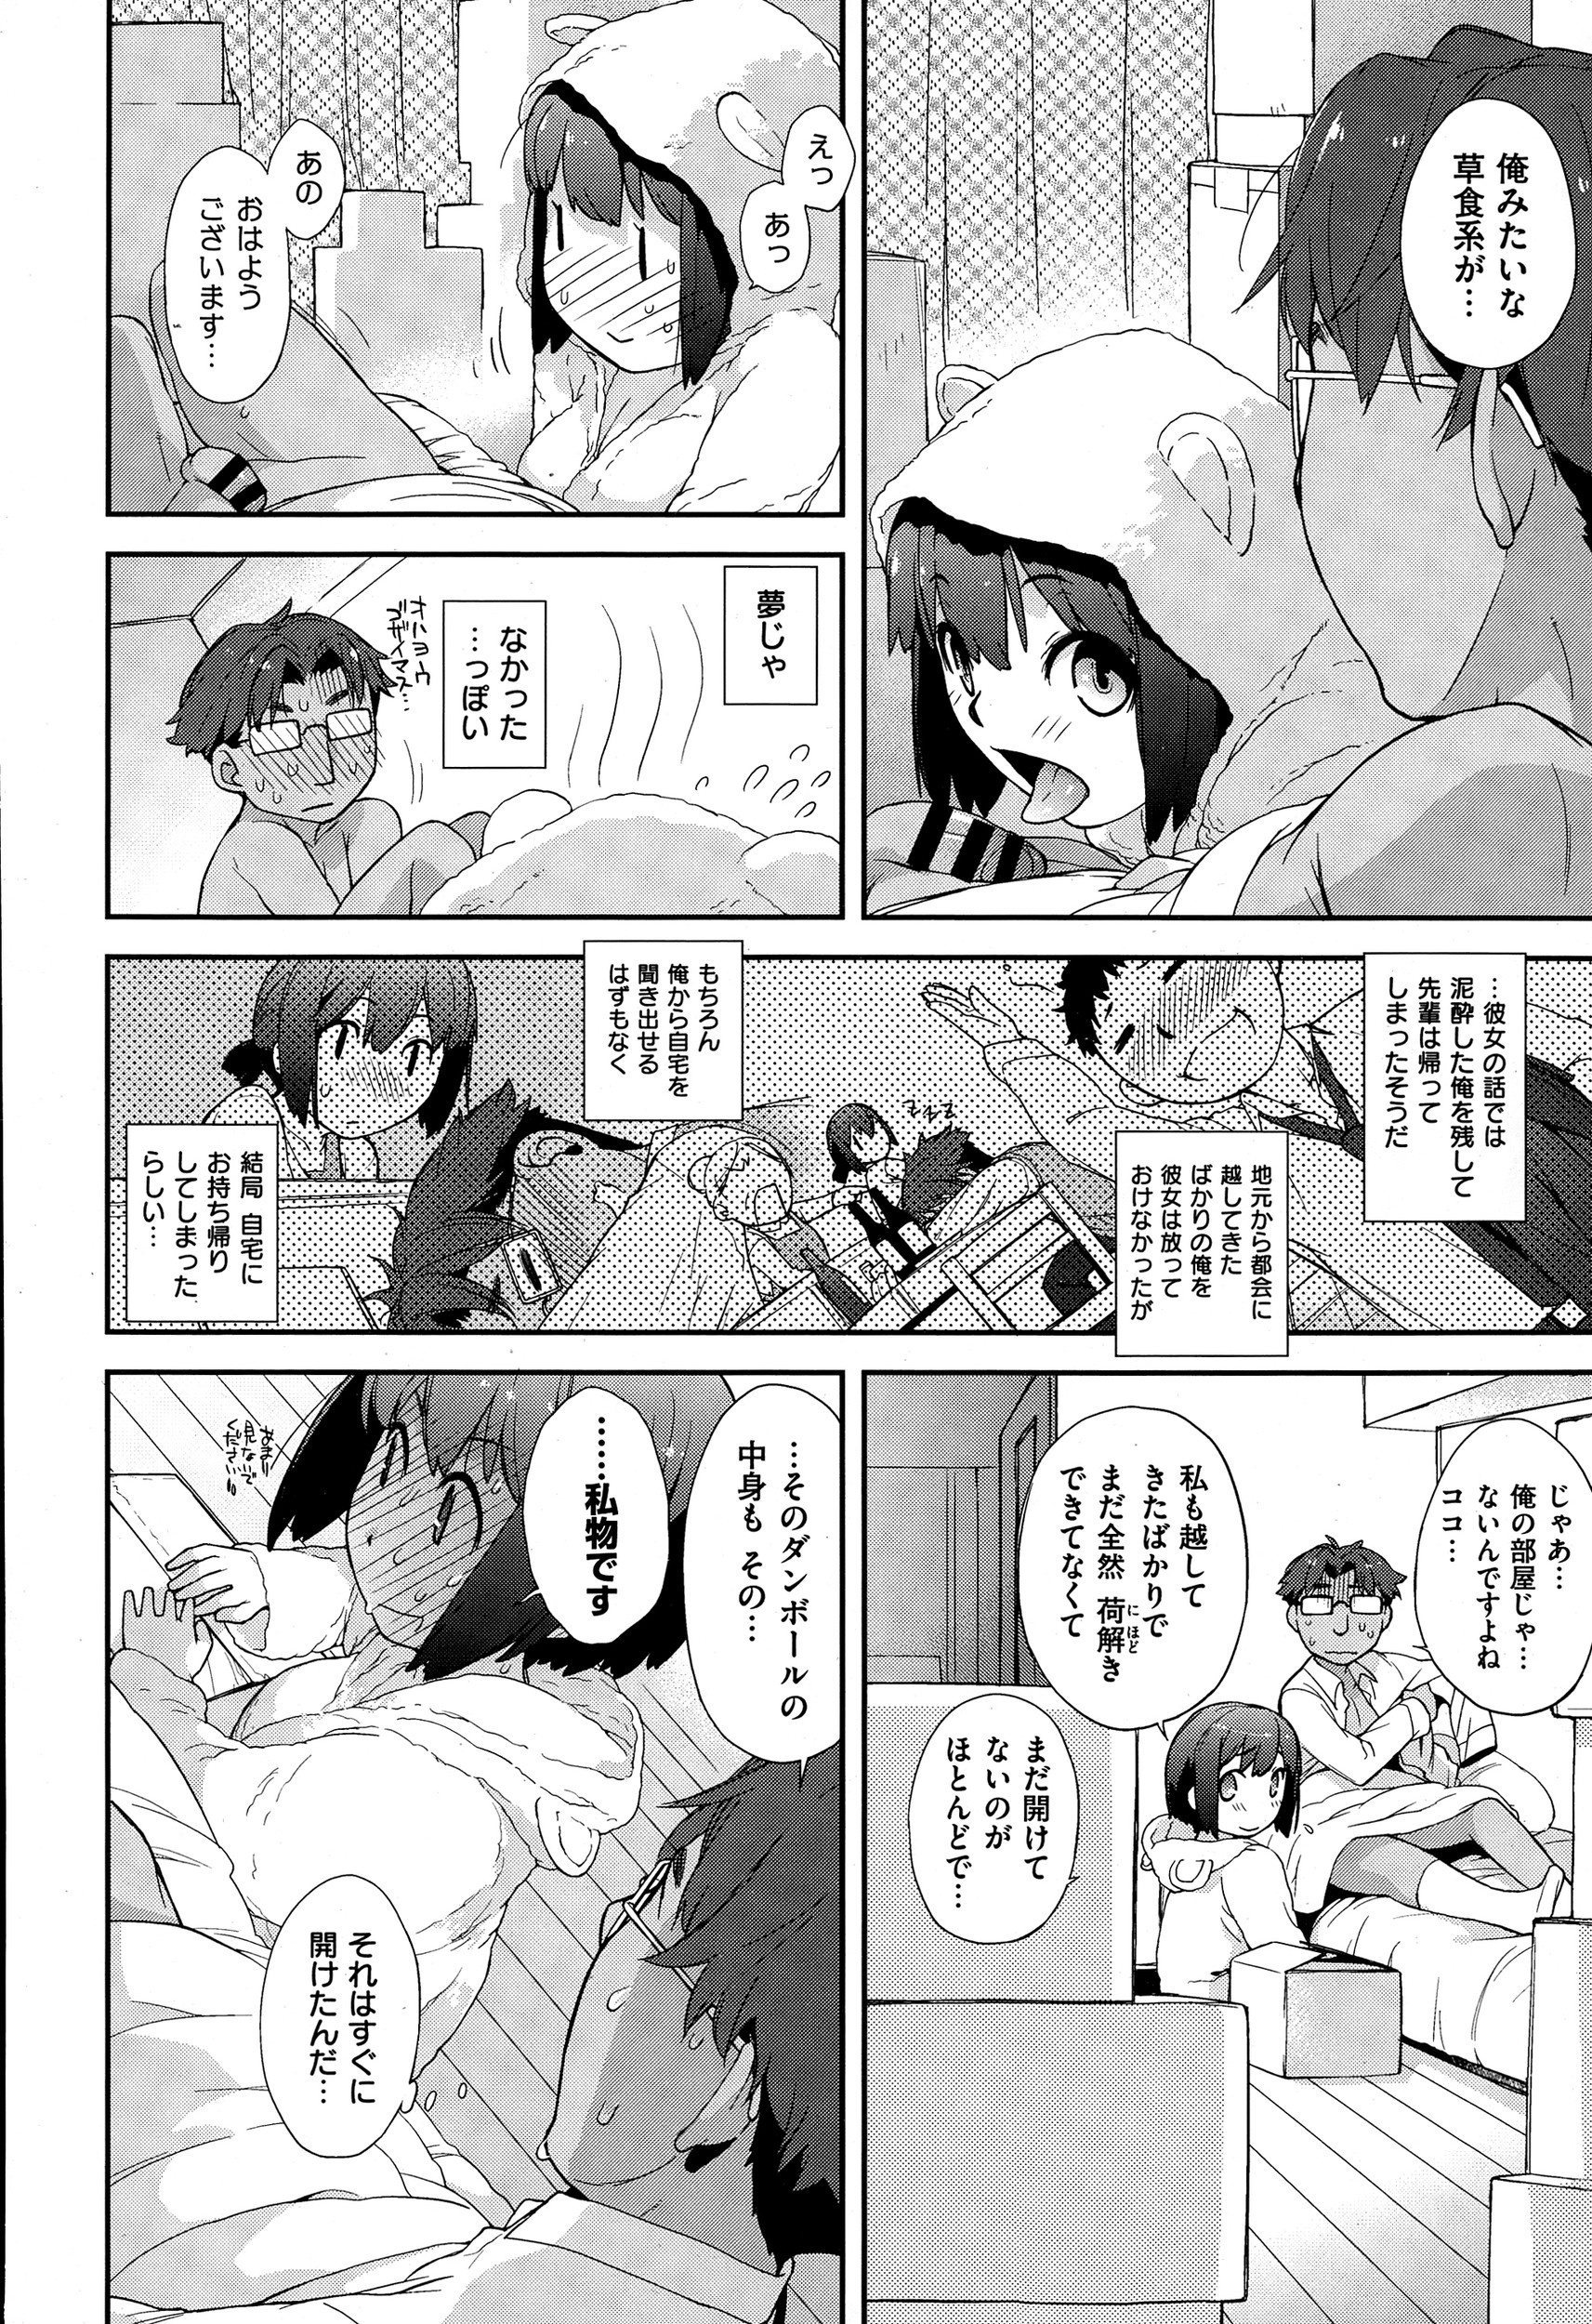 俺みたいな
草食系が…
えっ
あっ
あの
おはよう
ございます…
夢じゃ
なかった
…っぽい
オハヨウ
ゴザイマス…
…彼女の話では
泥酔した俺を残して
先輩は帰って
しまったそうだ
地元から都会に
越してきた
ばかりの俺を
彼女は放って
おけなかったが
zzz
もちろん
俺から自宅を
聞き出せる
はずもなく
結局 自宅に
お持ち帰り
してしまった
らしい…
じゃあ…
俺の部屋じゃ…
ないんですよね
ココ…
私も越して
きたばかりで
まだ全然 荷解き
にほど
できてなくて
まだ開けて
ないのが
ほとんどで…
…そのダンボールの
中身も その…
……私物です
あまり
見ないで
ください
それはすぐに
開けたんだ…